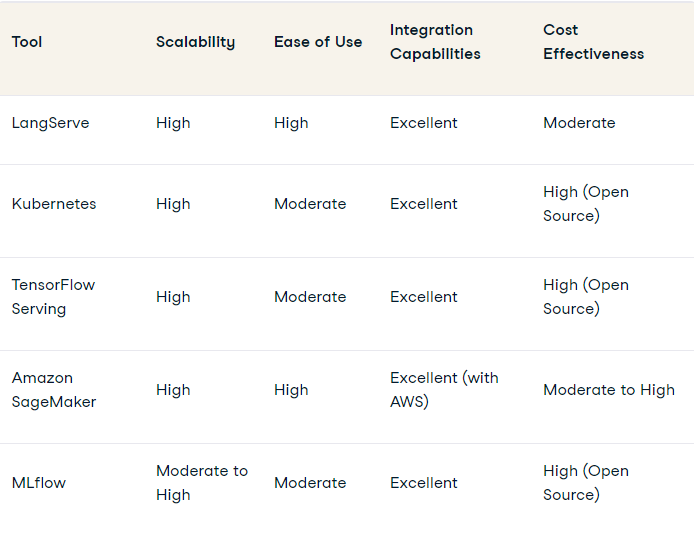 Tool
Scalability
Ease of Use
Integration
Capabilities
Cost
Effectiveness
LangServe
High
High
Excellent
Moderate
Kubernetes
High
Moderate
Excellent
High (Open
Source)
TensorFlow
Serving
High
Moderate
Excellent
High (Open
Source)
Amazon
SageMaker
High
High
Excellent (with
AWS)
Moderate to High
MLflow
Moderate to
High
Moderate
Excellent
High (Open
Source)